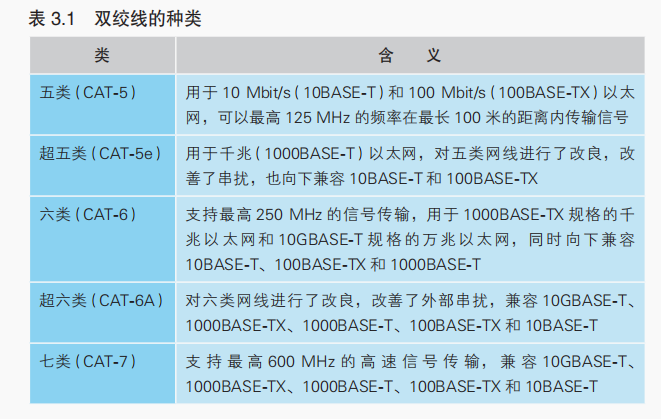 表 3.1 双绞线的种类
类 含 义
五类 ( CAT-5 ) 用于 10 Mbit/s ( 10BASE-T ) 和 100 Mbit/s ( 100BASE-TX ) 以太
网，可以最高 125 MHz 的频率在最长 100 米的距离内传输信号
超五类 ( CAT-5e ) 用于千兆 ( 1000BASE-T ) 以太网，对五类网线进行了改良，改
善了串扰，也向下兼容 10BASE-T 和 100BASE-TX
六类 ( CAT-6 ) 支持最高 250 MHz 的信号传输，用于 1000BASE-TX 规格的千
兆以太网和 10GBASE-T 规格的万兆以太网，同时向下兼容
10BASE-T、100BASE-TX 和 1000BASE-T
超六类 ( CAT-6A ) 对六类网线进行了改良，改善了外部串扰，兼容 10GBASE-T、
1000BASE-TX、1000BASE-T、100BASE-TX 和 10BASE-T
七类 ( CAT-7 ) 支持最高 600 MHz 的高速信号传输，兼容 10GBASE-T、
1000BASE-TX、1000BASE-T、100BASE-TX 和 10BASE-T